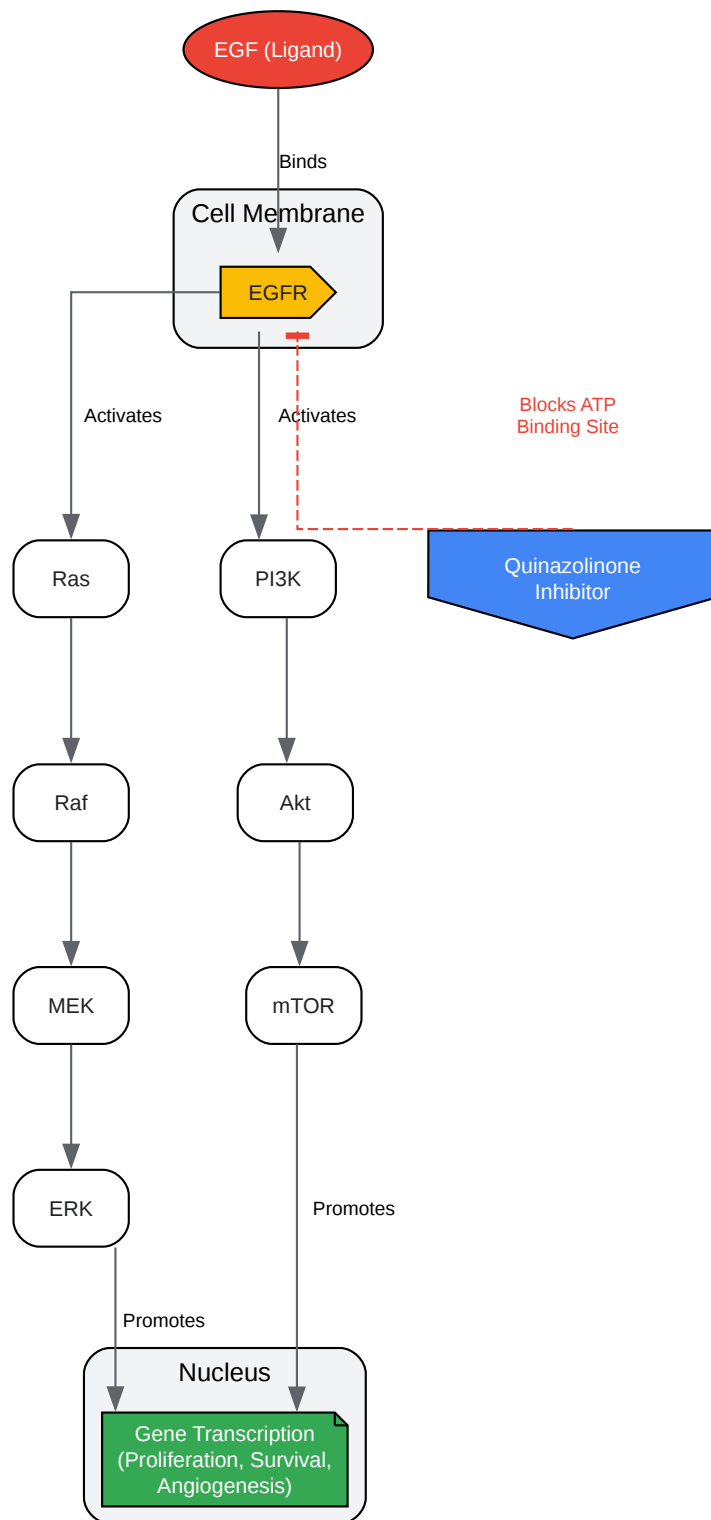 EGF (Ligand)
Binds
Cell Membrane
EGFR
Activates
Activates
Blocks ATP
Binding Site
Ras
PI3K
Quinazolinone
Inhibitor
Raf
Akt
MEK
mTOR
ERK
Promotes
Promotes
Nucleus
Gene Transcription
(Proliferation, Survival,
Angiogenesis)